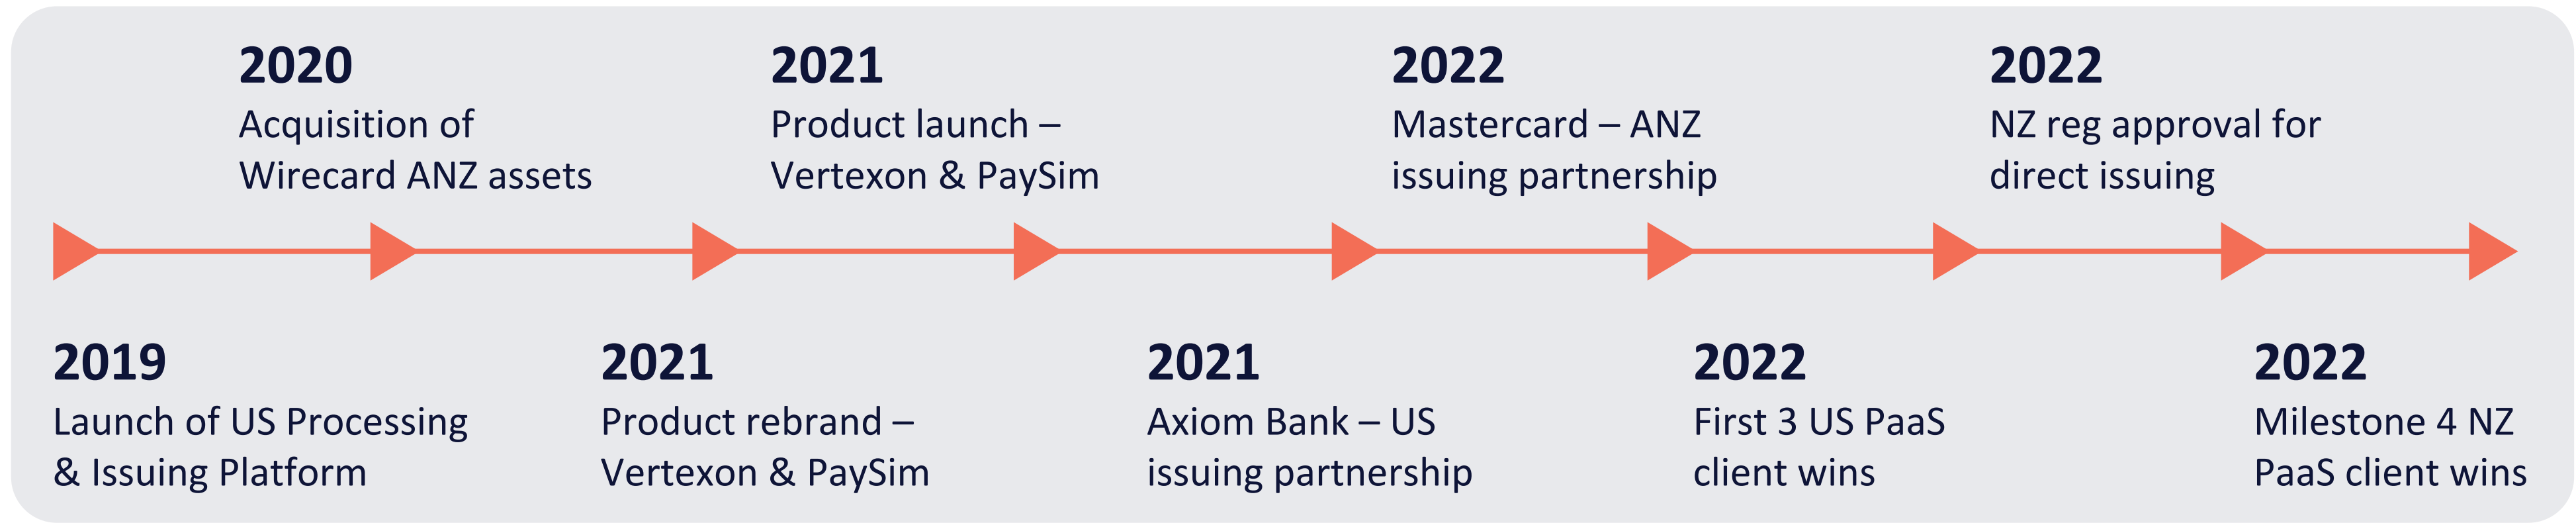 2020
Acquisition of
Wirecard ANZ assets
2021
Product launch –
Vertexon & PaySim
2022
Mastercard – ANZ
issuing partnership
2022
NZ reg approval for
direct issuing
2019
Launch of US Processing
& Issuing Platform
2021
Product rebrand –
Vertexon & PaySim
2021
Axiom Bank – US
issuing partnership
2022
First 3 US PaaS
client wins
2022
Milestone 4 NZ
PaaS client wins